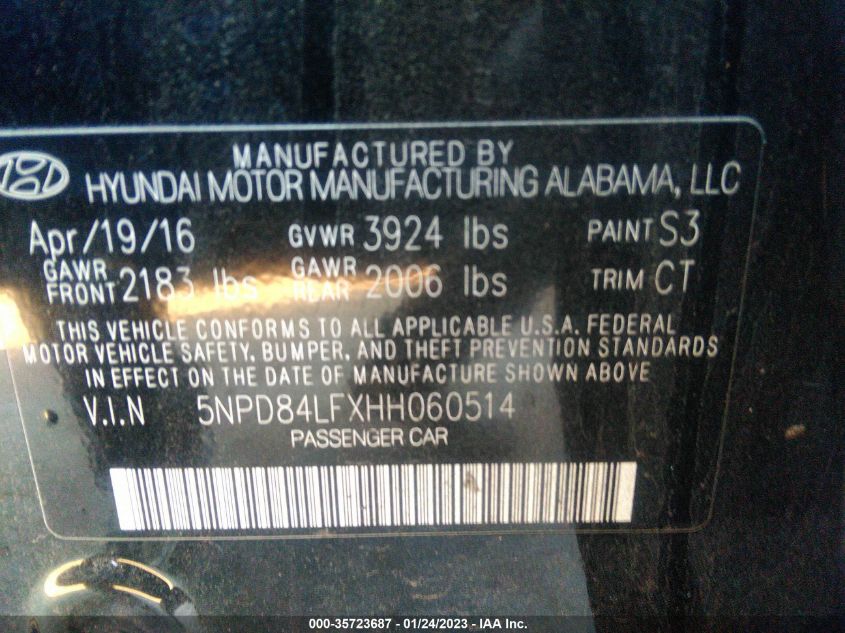 MANUFACTURED BY
HYUNDAI MOTOR MANUFACTURING ALABAMA, LLC
Apr/19/16 GVWR 3924 lbs PAINT S3
GAWR FRONT 2183 lbs GAWR REAR 2006 lbs TRIM CT
THIS VEHICLE CONFORMS TO ALL APPLICABLE U.S.A. FEDERAL
MOTOR VEHICLE SAFETY, BUMPER, AND THEFT PREVENTION STANDARDS
IN EFFECT ON THE DATE OF MANUFACTURE SHOWN ABOVE
V.I.N 5NPD84LFXHH060514
PASSENGER CAR
000-35723687 - 01/24/2023 - IAA Inc.